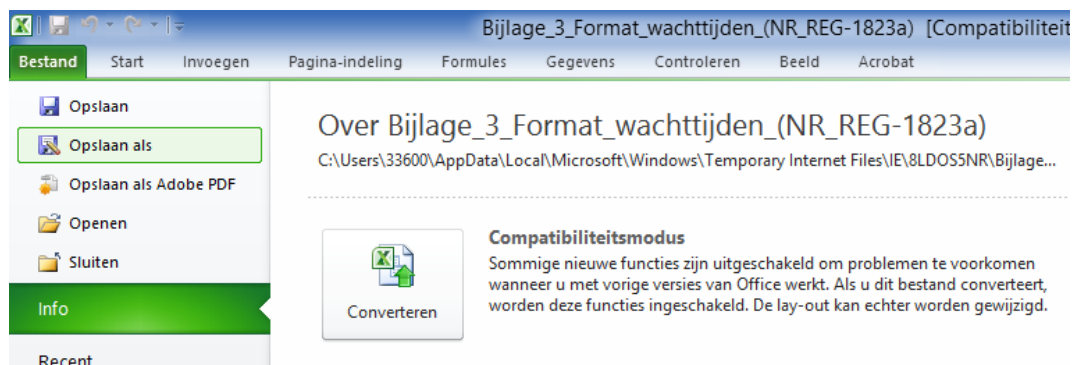 Bijlage_3_Format_wachttijden_(NR_REG-1823a) [Compatibiliteit
Bestand Start Invoegen Pagina-indeling Formules Gegevens Controleren Beeld Acrobat
Opslaan
Opslaan als
Opslaan als Adobe PDF
Openen
Sluiten
Info
Recent
Over Bijlage_3_Format_wachttijden_(NR_REG-1823a)
C:\Users\33600\AppData\Local\Microsoft\Windows\Temporary Internet Files\IE\8LDOS5NR\Bijlage...
Converteren
Compatibiliteitsmodus
Sommige nieuwe functies zijn uitgeschakeld om problemen te voorkomen
wanneer u met vorige versies van Office werkt. Als u dit bestand converteert,
worden deze functies ingeschakeld. De lay-out kan echter worden gewijzigd.